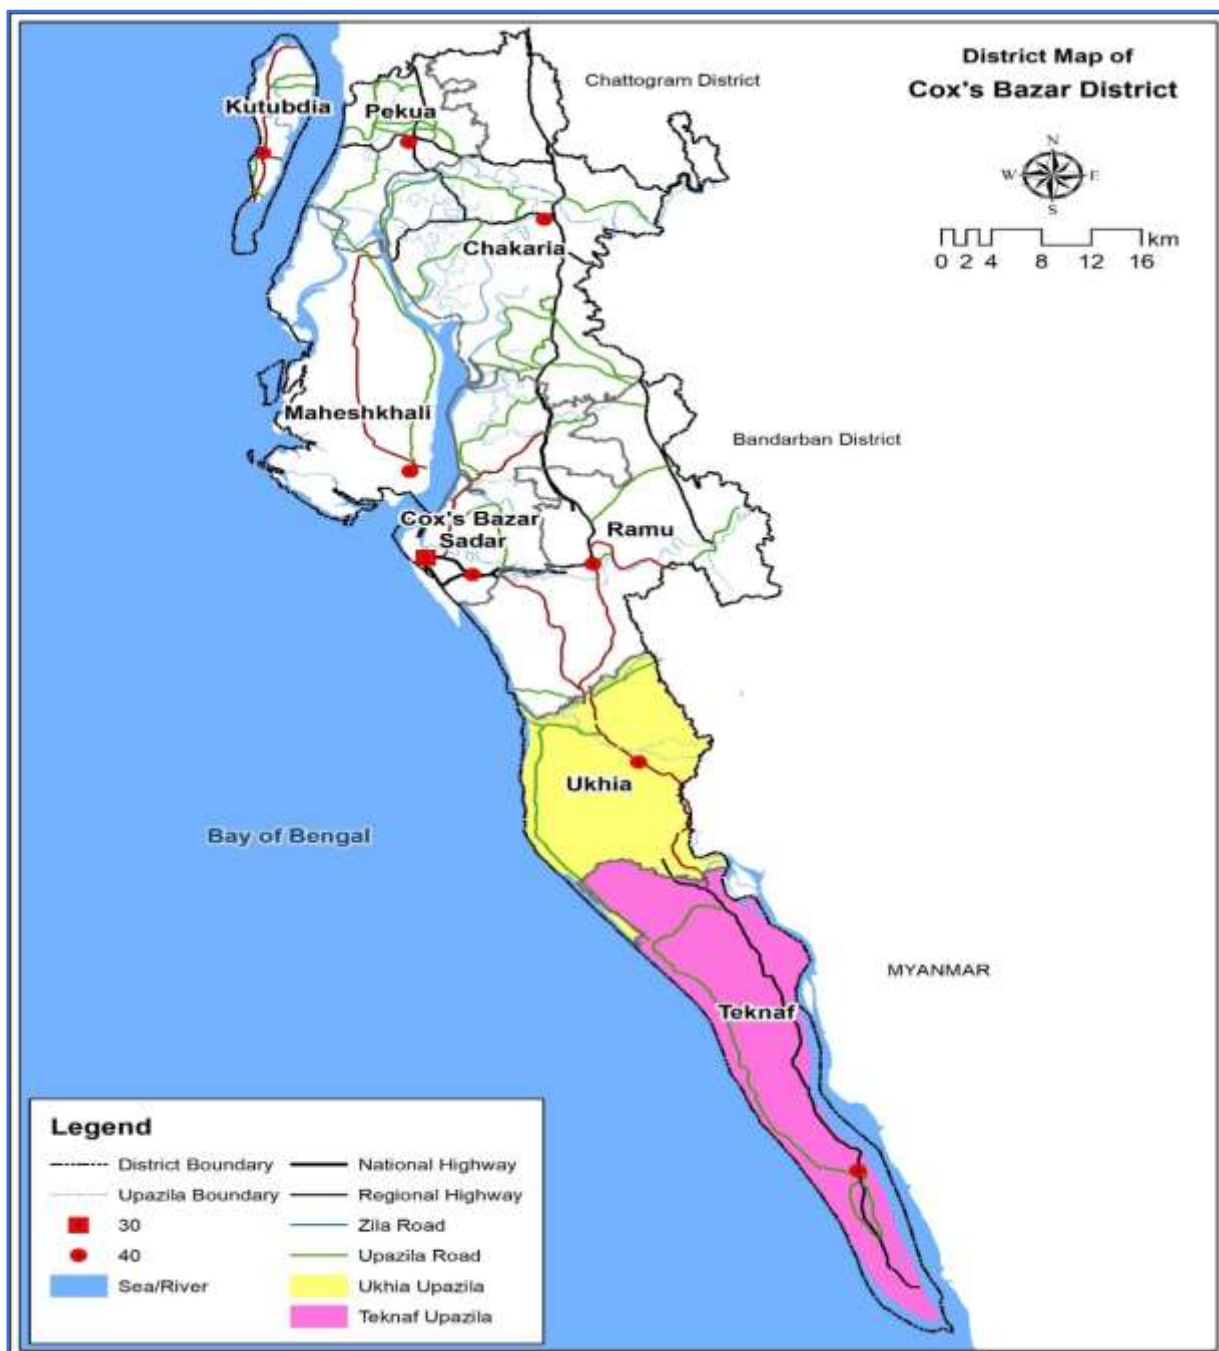 District Map of
Cox's Bazar District
Chattogram District
Kutubdia
Pekua
N
W
E
S
km
0 2 4 8 12 16
Chakaria
Maheshkhali
Bandarban District
Cox's Bazar
Sadar
Ramu
Ukhia
Bay of Bengal
MYANMAR
Teknaf
Legend
District Boundary
National Highway
Upazila Boundary
Regional Highway
30
Zila Road
40
Upazila Road
Sea/River
Ukhia Upazila
Teknaf Upazila